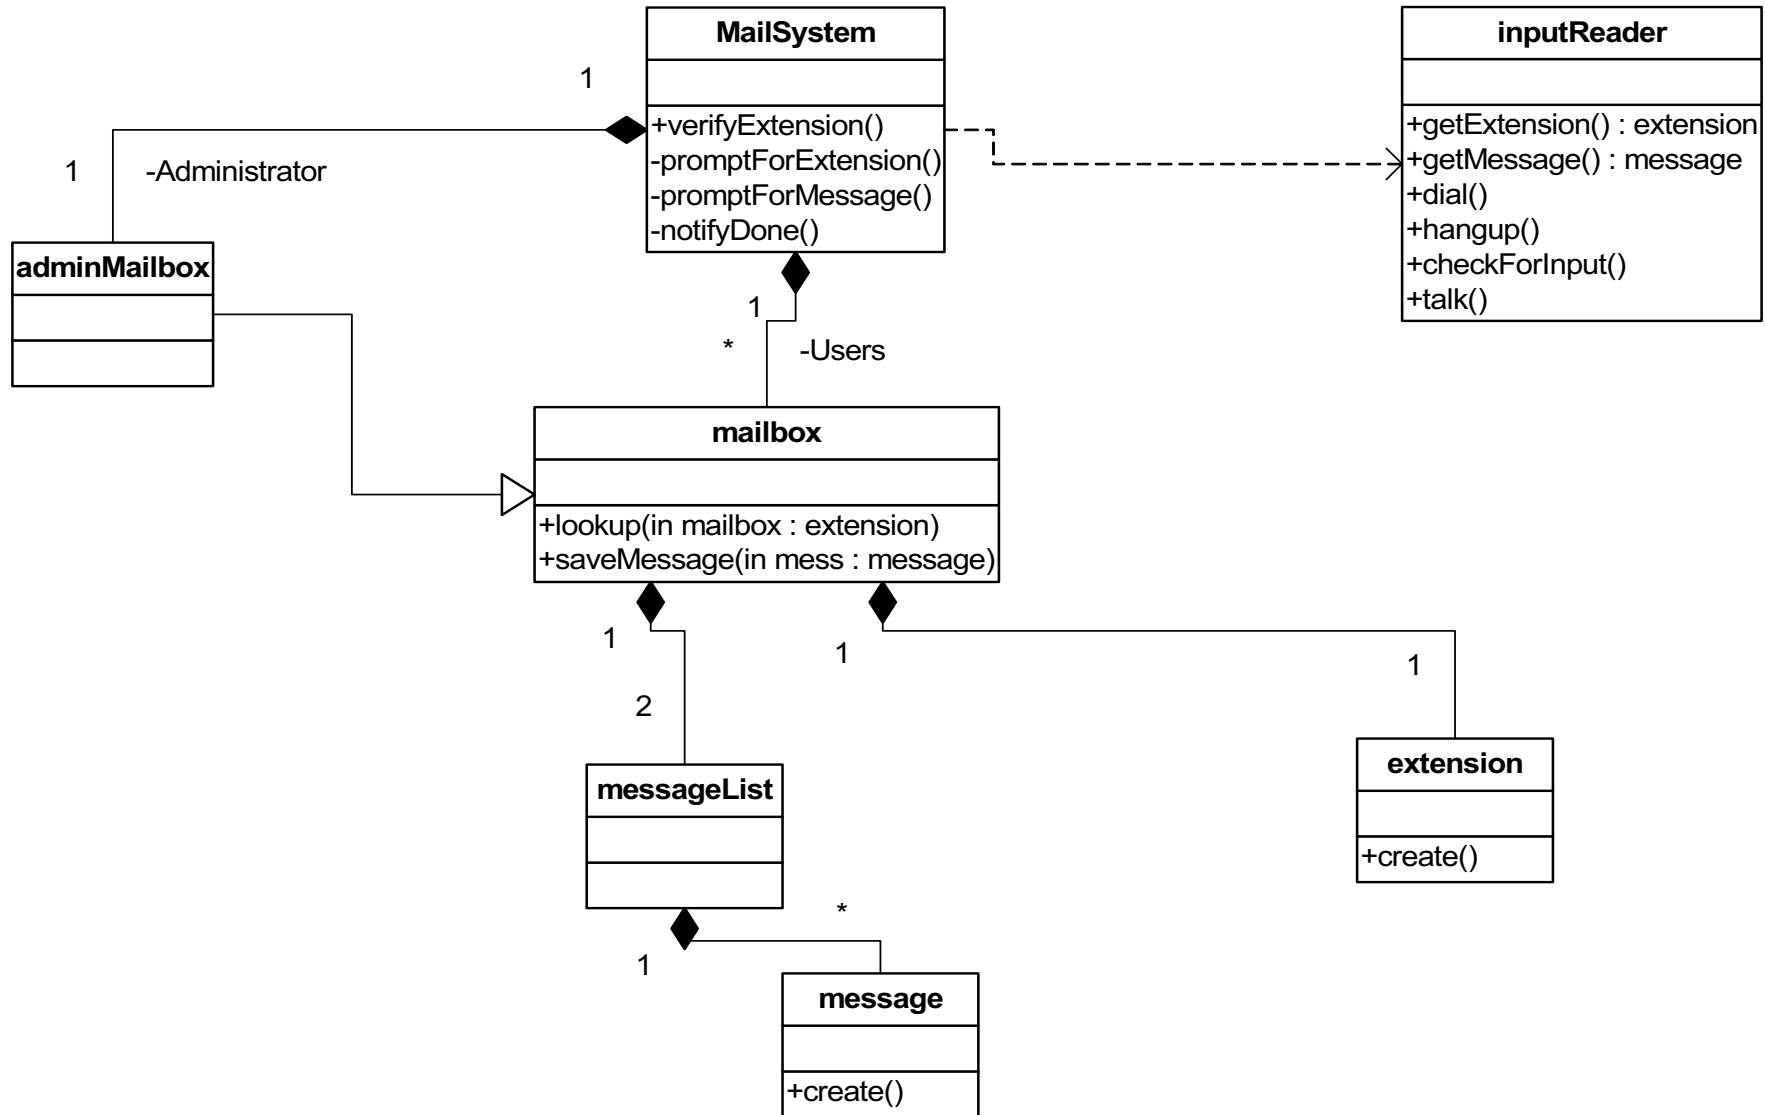 MailSystem
+verifyExtension()
-promptForExtension()
-promptForMessage()
-notifyDone()
inputReader
+getExtension() : extension
+getMessage() : message
+dial()
+hangup()
+checkForInput()
+talk()
1
1
-Administrator
adminMailbox
1
*
-Users
mailbox
+lookup(in mailbox : extension)
+saveMessage(in mess : message)
1
2
1
1
messageList
extension
+create()
1
*
message
+create()